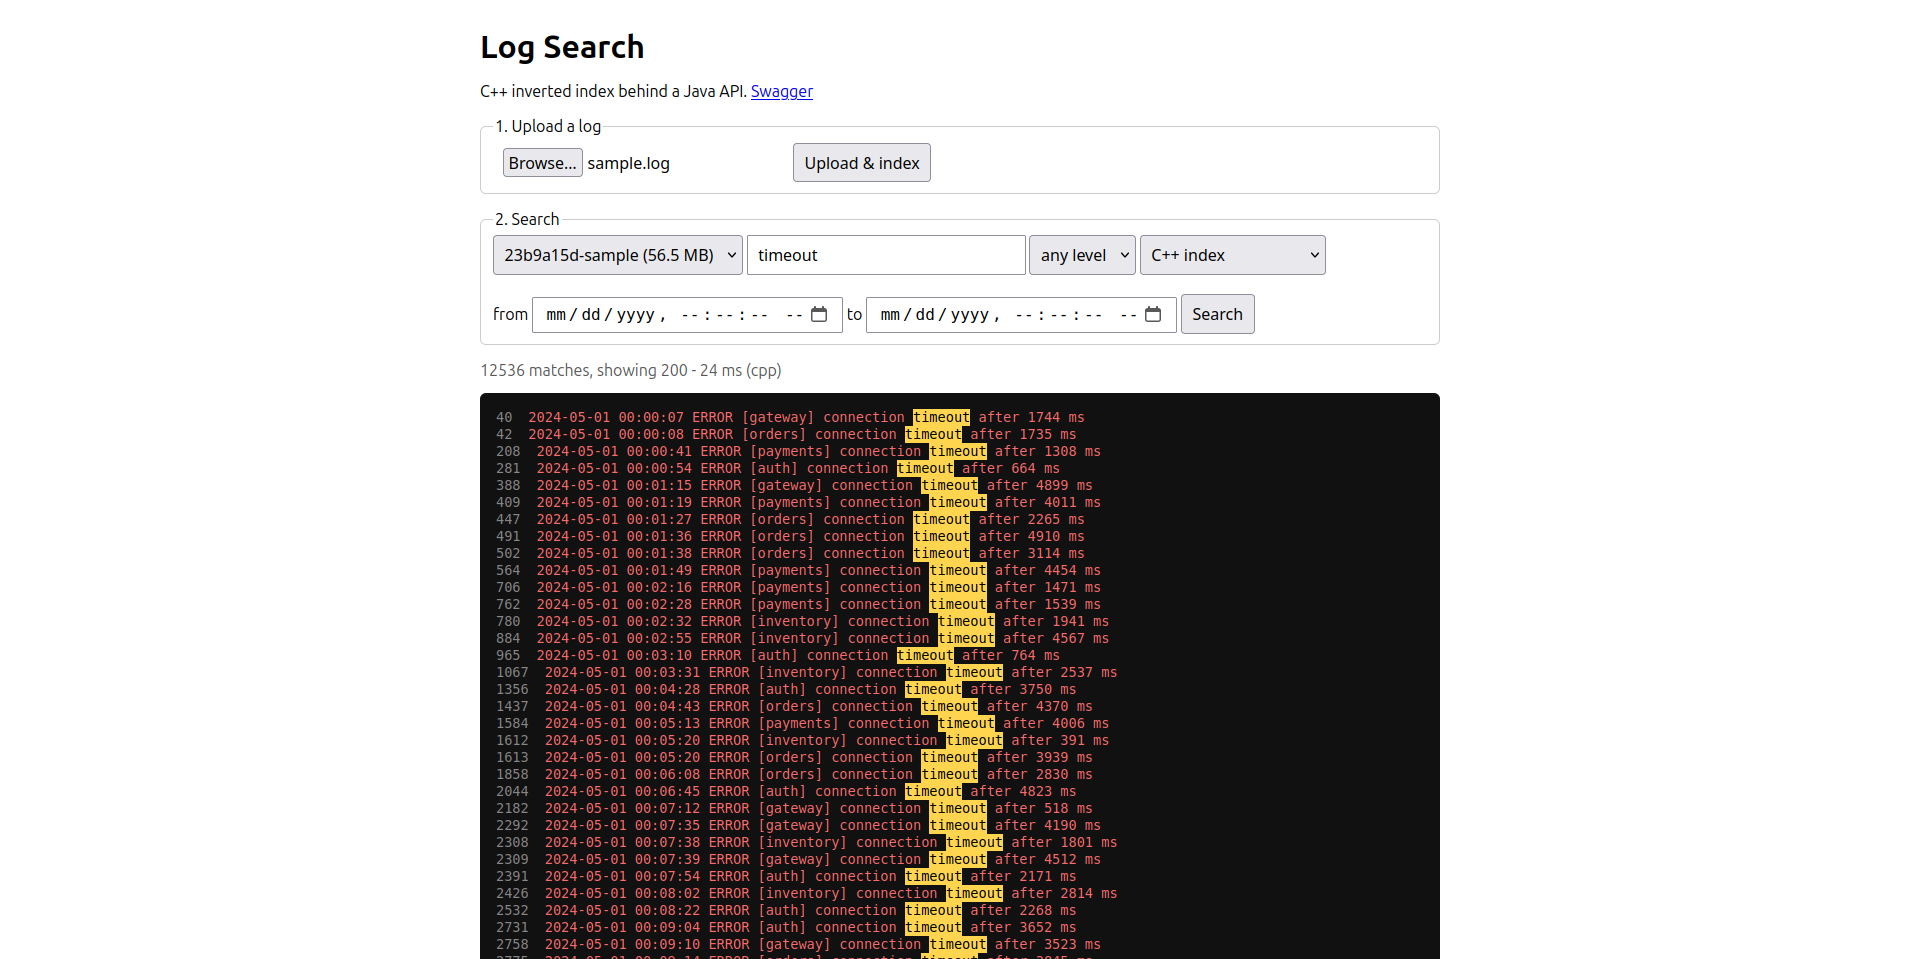 Log Search
C++ inverted index behind a Java API. Swagger
1. Upload a log
Browse... sample.log Upload & index
2. Search
23b9a15d-sample (56.5 MB) timeout any level C++ index
from mm/dd/yyyy, --:--:-- -- to mm/dd/yyyy, --:--:-- -- Search
12536 matches, showing 200 - 24 ms (cpp)
40 2024-05-01 00:00:07 ERROR [gateway] connection timeout after 1744 ms
42 2024-05-01 00:00:08 ERROR [orders] connection timeout after 1735 ms
208 2024-05-01 00:00:41 ERROR [payments] connection timeout after 1308 ms
281 2024-05-01 00:00:54 ERROR [auth] connection timeout after 664 ms
388 2024-05-01 00:01:15 ERROR [gateway] connection timeout after 4899 ms
409 2024-05-01 00:01:19 ERROR [payments] connection timeout after 4011 ms
447 2024-05-01 00:01:27 ERROR [orders] connection timeout after 2265 ms
491 2024-05-01 00:01:36 ERROR [orders] connection timeout after 4910 ms
502 2024-05-01 00:01:38 ERROR [orders] connection timeout after 3114 ms
564 2024-05-01 00:01:49 ERROR [payments] connection timeout after 4454 ms
706 2024-05-01 00:02:16 ERROR [payments] connection timeout after 1471 ms
762 2024-05-01 00:02:28 ERROR [payments] connection timeout after 1539 ms
780 2024-05-01 00:02:32 ERROR [inventory] connection timeout after 1941 ms
884 2024-05-01 00:02:55 ERROR [inventory] connection timeout after 4567 ms
965 2024-05-01 00:03:10 ERROR [auth] connection timeout after 764 ms
1067 2024-05-01 00:03:31 ERROR [inventory] connection timeout after 2537 ms
1356 2024-05-01 00:04:28 ERROR [auth] connection timeout after 3750 ms
1437 2024-05-01 00:04:43 ERROR [orders] connection timeout after 4370 ms
1584 2024-05-01 00:05:13 ERROR [payments] connection timeout after 4006 ms
1612 2024-05-01 00:05:20 ERROR [inventory] connection timeout after 391 ms
1613 2024-05-01 00:05:20 ERROR [orders] connection timeout after 3939 ms
1858 2024-05-01 00:06:08 ERROR [orders] connection timeout after 2830 ms
2044 2024-05-01 00:06:45 ERROR [auth] connection timeout after 4823 ms
2182 2024-05-01 00:07:12 ERROR [gateway] connection timeout after 518 ms
2292 2024-05-01 00:07:35 ERROR [gateway] connection timeout after 4190 ms
2308 2024-05-01 00:07:38 ERROR [inventory] connection timeout after 1801 ms
2309 2024-05-01 00:07:39 ERROR [gateway] connection timeout after 4512 ms
2391 2024-05-01 00:07:54 ERROR [auth] connection timeout after 2171 ms
2426 2024-05-01 00:08:02 ERROR [inventory] connection timeout after 2814 ms
2532 2024-05-01 00:08:22 ERROR [auth] connection timeout after 2268 ms
2731 2024-05-01 00:09:04 ERROR [auth] connection timeout after 3652 ms
2758 2024-05-01 00:09:10 ERROR [gateway] connection timeout after 3523 ms